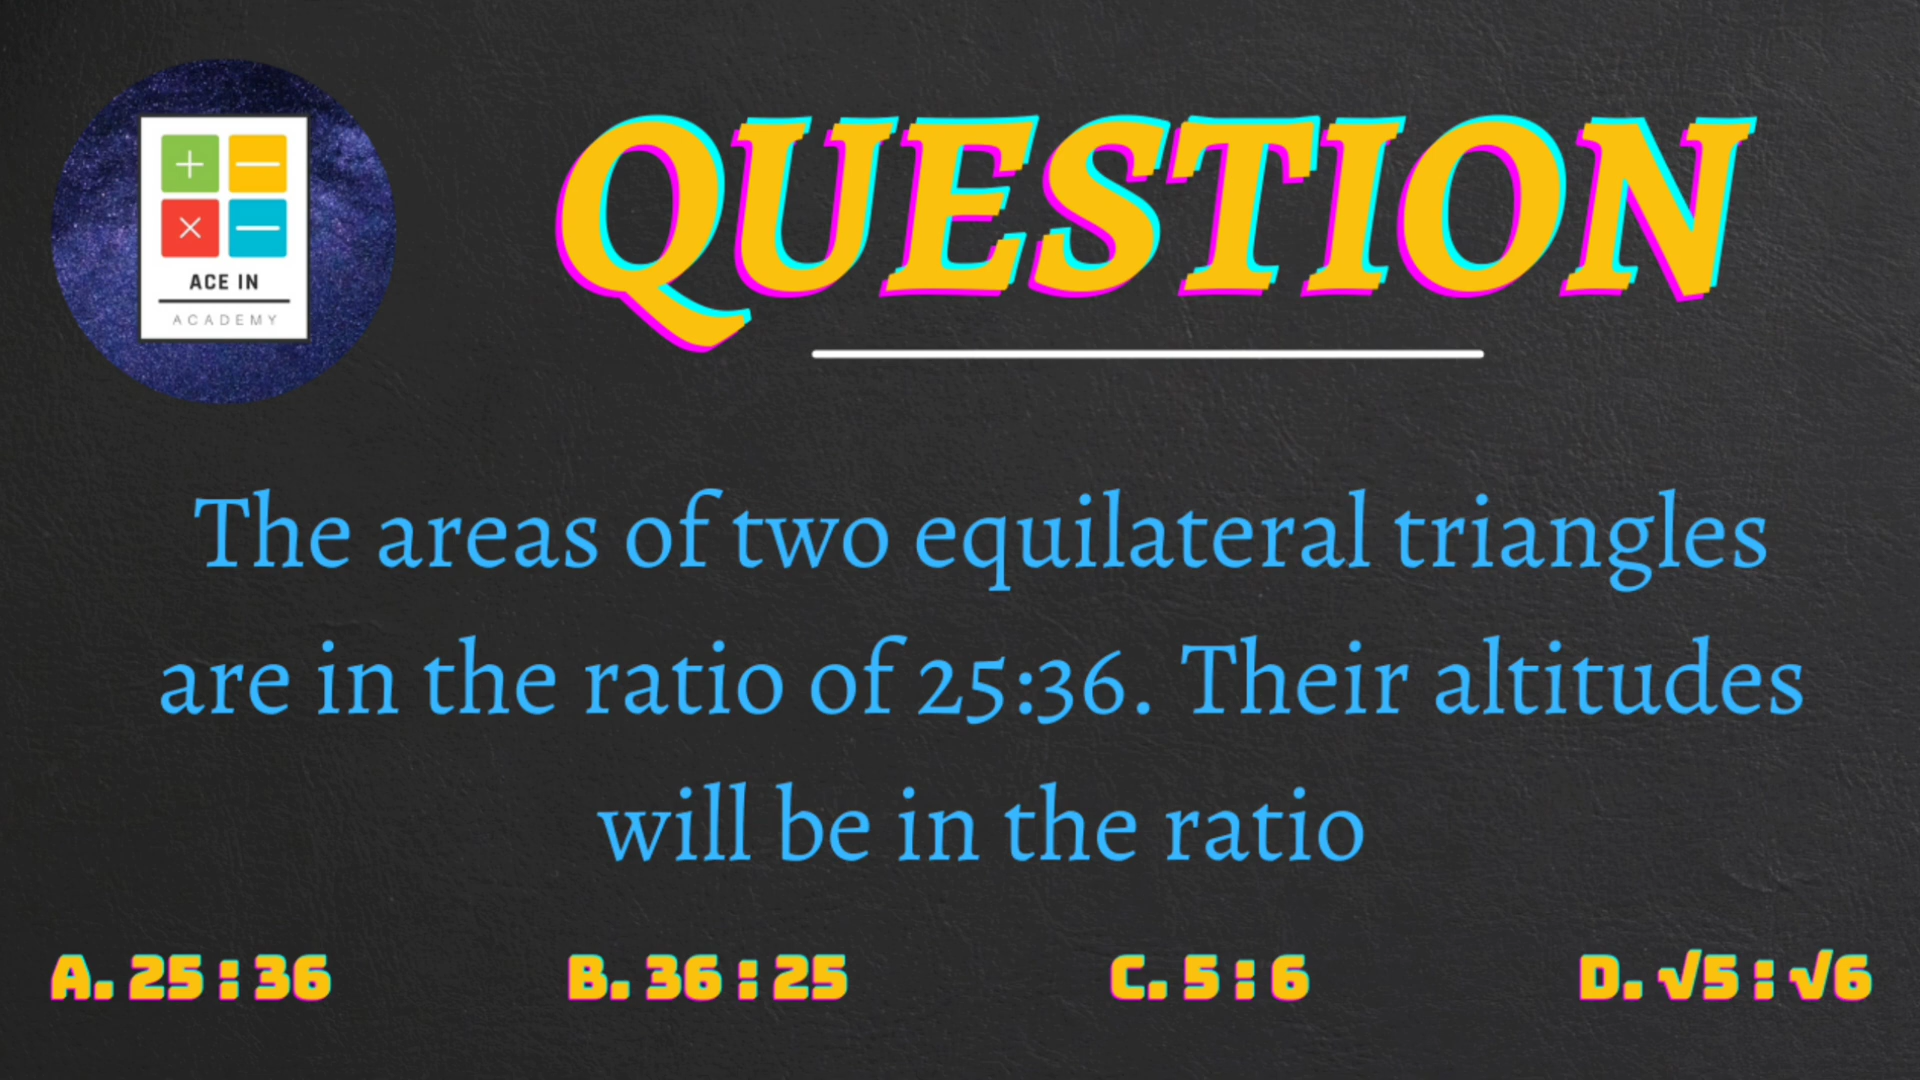 ACE IN
ACADEMY
QUESTION
The areas of two equilateral triangles
are in the ratio of 25:36. Their altitudes
will be in the ratio
A. 25 : 36 B. 36 : 25 C. 5 : 6 D. √5 : √6